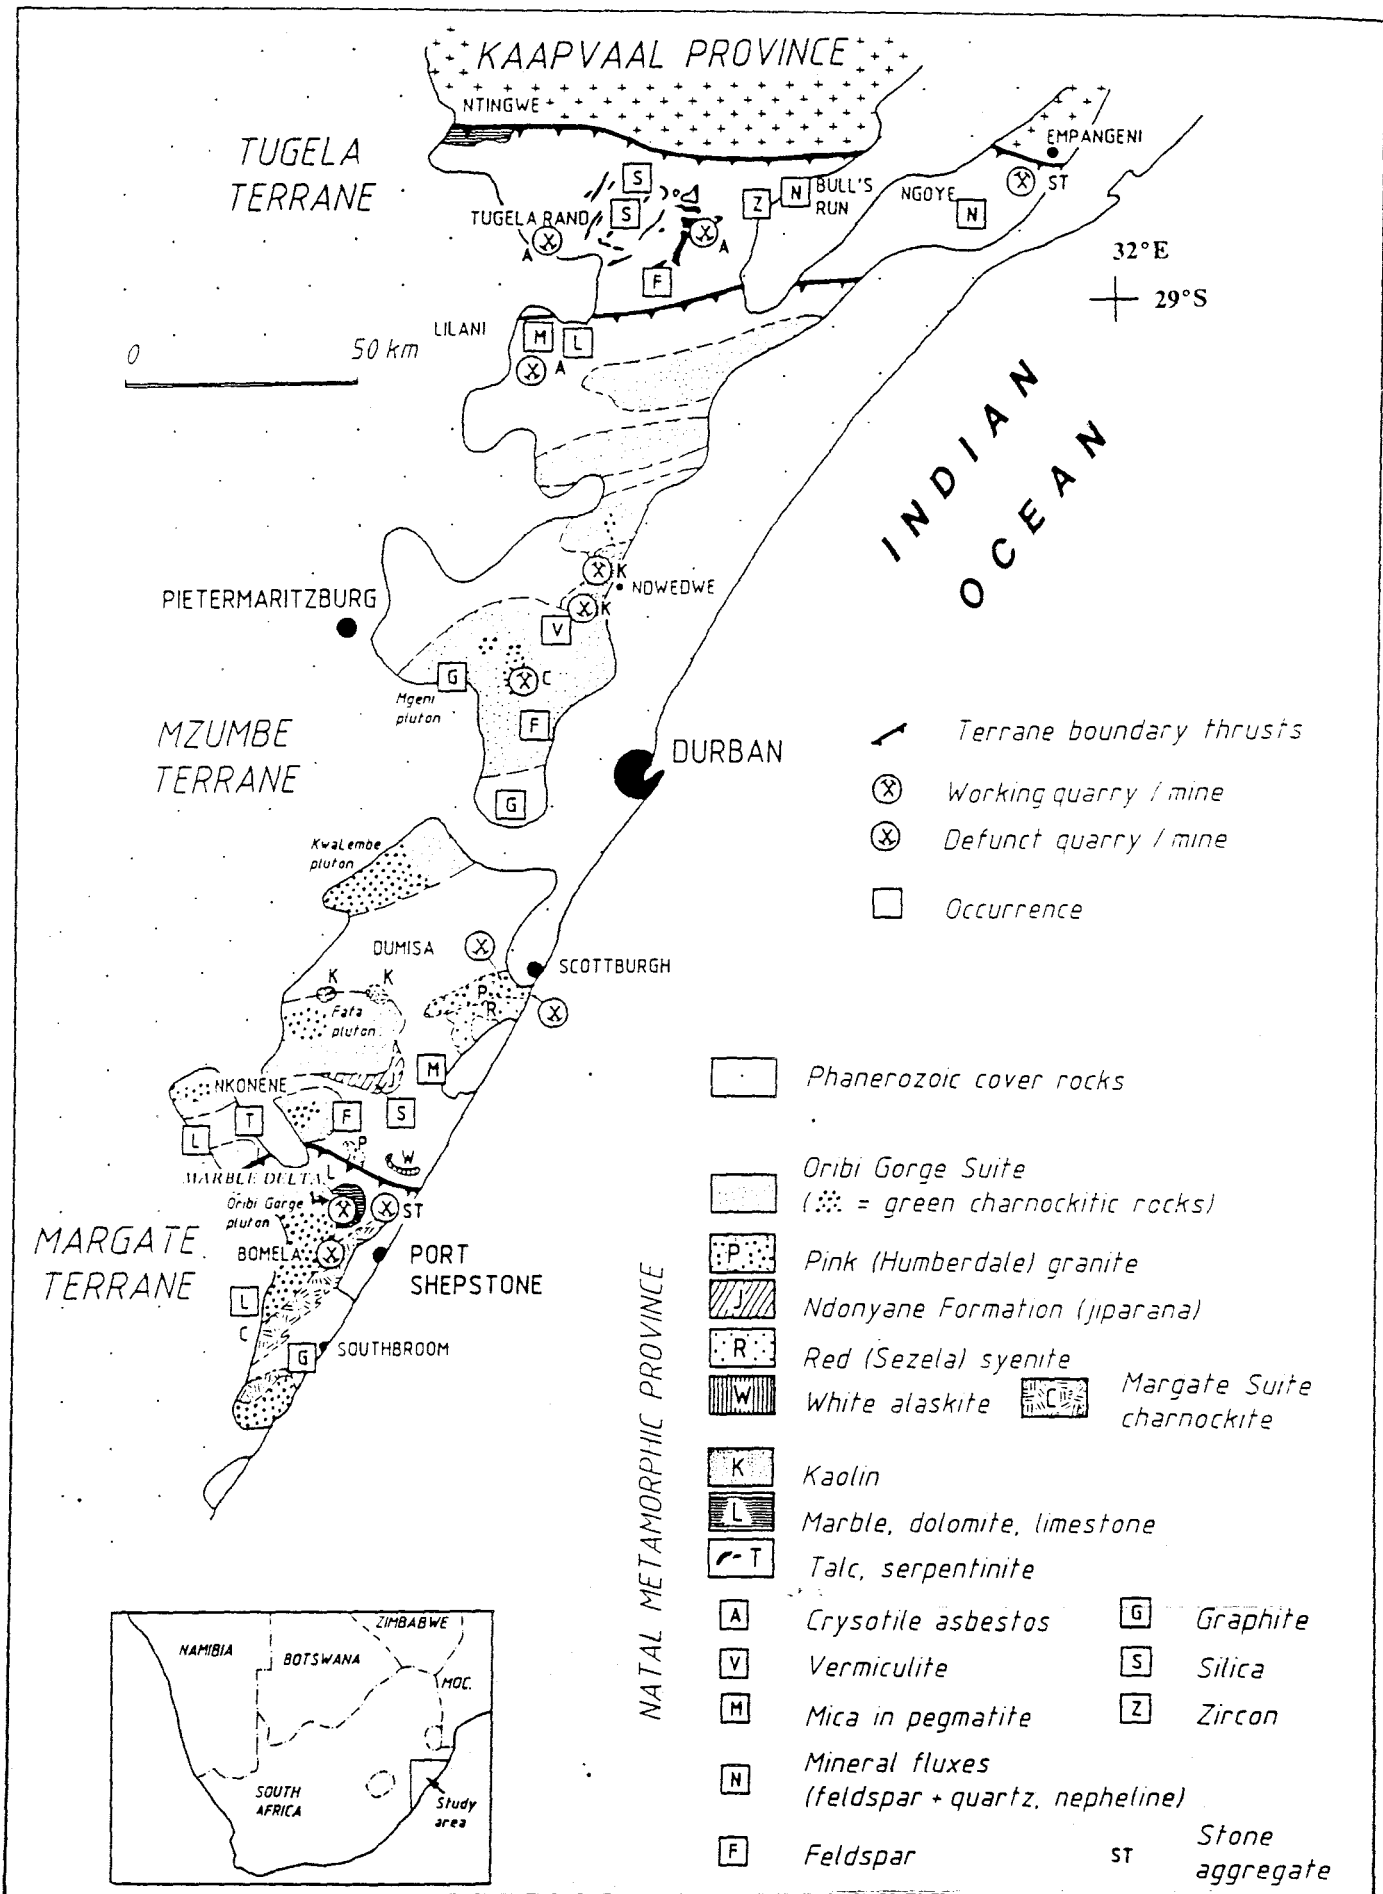 KAAPVAAL PROVINCE
NTINGWE
EMPANGENI
TUGELA
TERRANE
S
S
Z
N
BULL'S
RUN
NGOYE
N
ST
TUGELA RAND
A
A
F
32°E
29°S
LILANI
M
L
A
0
50 km
INDIAN
OCEAN
K
NDWEDWE
K
PIETERMARITZBURG
V
G
C
Mgeni
pluton
F
MZUMBE
TERRANE
DURBAN
G
Terrane boundary thrusts
Working quarry / mine
Defunct quarry / mine
Occurrence
KwaLembe
pluton
DUMISA
SCOTTBURGH
K
K
P
R
Fafa
pluton
M
J
NKONENE
T
F
S
L
P
W
MARBLE DELTA
L
Oribi Gorge
pluton
ST
MARGATE
TERRANE
BOMELA
PORT
SHEPSTONE
L
C
G
SOUTHBROOM
Phanerozoic cover rocks
Oribi Gorge Suite
( = green charnockitic rocks)
P
Pink (Humberdale) granite
J
Ndonyane Formation (jiparana)
R
Red (Sezela) syenite
W
White alaskite
C
Margate Suite
charnockite
K
Kaolin
L
Marble, dolomite, limestone
T
Talc, serpentinite
A
Crysotile asbestos
G
Graphite
V
Vermiculite
S
Silica
M
Mica in pegmatite
Z
Zircon
N
Mineral fluxes
(feldspar + quartz, nepheline)
F
Feldspar
ST
Stone
aggregate
NATAL METAMORPHIC PROVINCE
ZIMBABWE
NAMIBIA
BOTSWANA
MOC.
SOUTH
AFRICA
Study
area